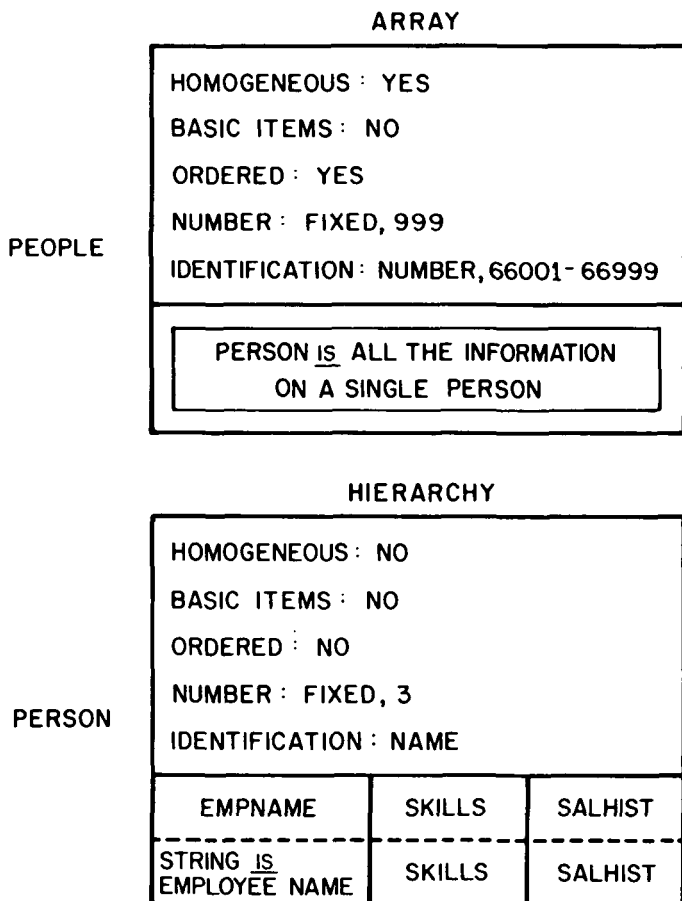 ARRAY
HOMOGENEOUS: YES
BASIC ITEMS: NO
ORDERED: YES
NUMBER: FIXED, 999
PEOPLE
IDENTIFICATION: NUMBER, 66001-66999
PERSON IS ALL THE INFORMATION
ON A SINGLE PERSON
HIERARCHY
HOMOGENEOUS: NO
BASIC ITEMS: NO
ORDERED: NO
NUMBER: FIXED, 3
PERSON
IDENTIFICATION: NAME
EMPNAME SKILLS SALHIST
STRING IS
EMPLOYEE NAME SKILLS SALHIST